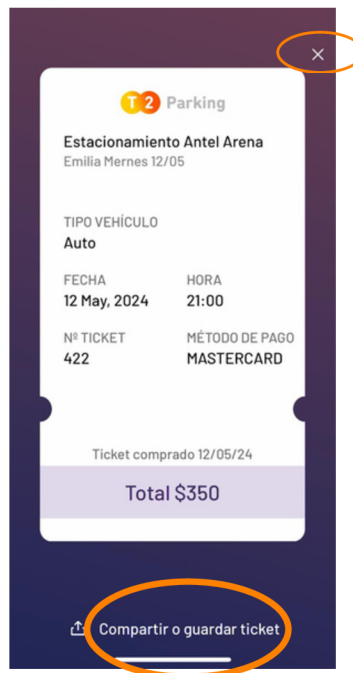 ×
T2 Parking
Estacionamiento Antel Arena
Emilia Mernes 12/05
TIPO VEHÍCULO
Auto
FECHA HORA
12 May, 2024 21:00
Nº TICKET MÉTODO DE PAGO
422 MASTERCARD
Ticket comprado 12/05/24
Total $350
Compartir o guardar ticket